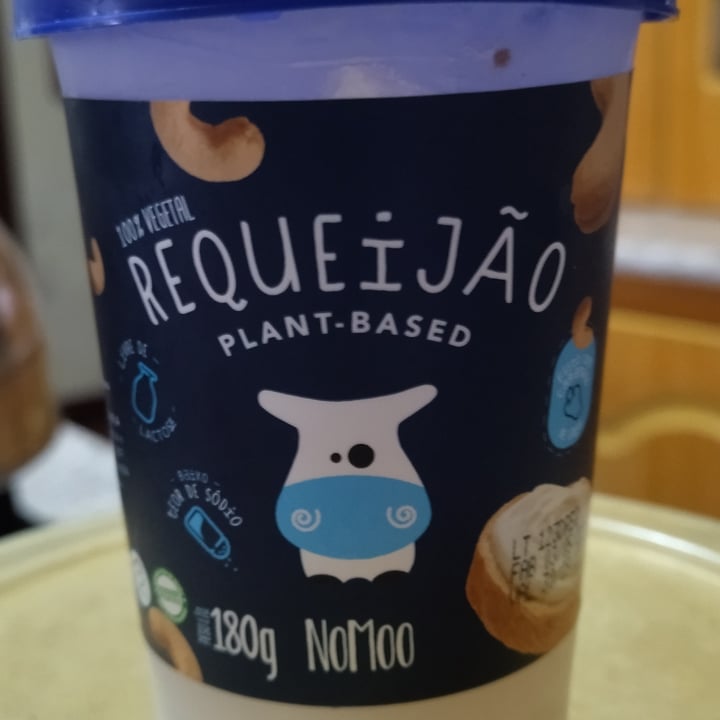 100% VEGETAL
REQUEiJÃO
PLANT-BASED
LIVRE DE
LACTOSE
BAIXO
TEOR DE SÓDIO
180g
NOMOO